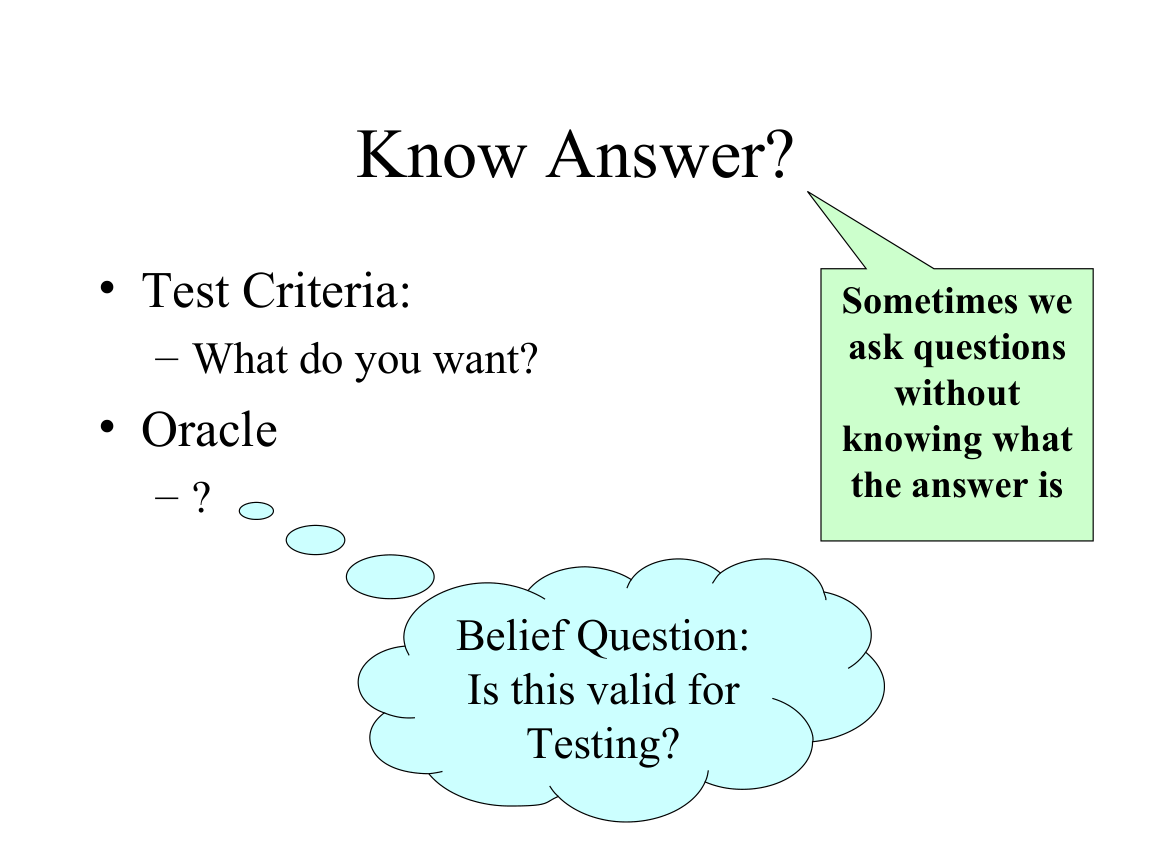 Know Answer?
• Test Criteria:
– What do you want?
• Oracle
– ?
Sometimes we
ask questions
without
knowing what
the answer is
Belief Question:
Is this valid for
Testing?